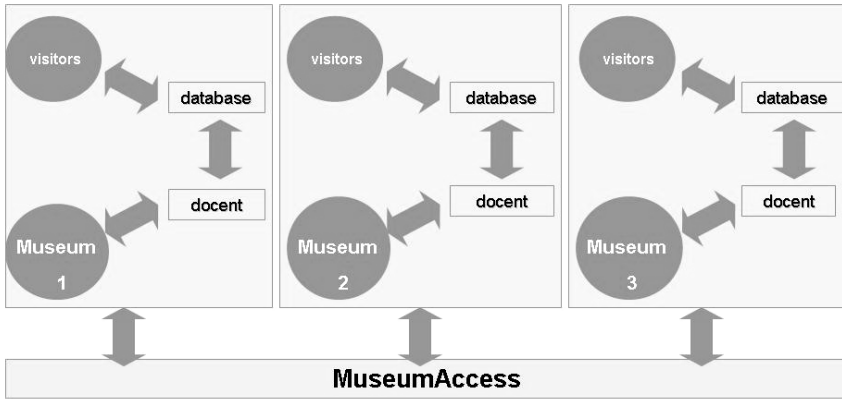 visitors
database
docent
Museum
1
visitors
database
docent
Museum
2
visitors
database
docent
Museum
3
MuseumAccess